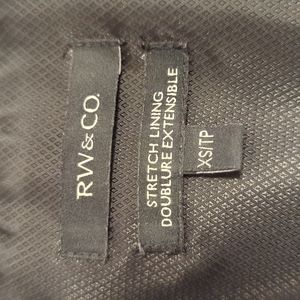 RW&CO.
STRETCH LINING
DOUBLURE EXTENSIBLE
XS/TP